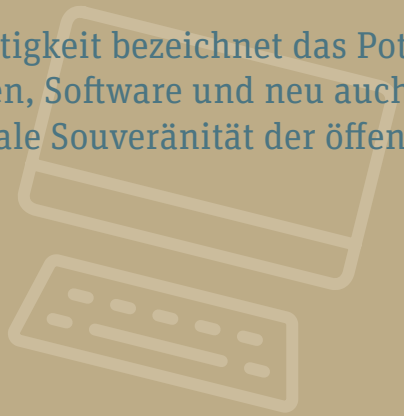 tigkeit bezeichnet das Pot
en, Software und neu auch
ale Souveränität der öffen